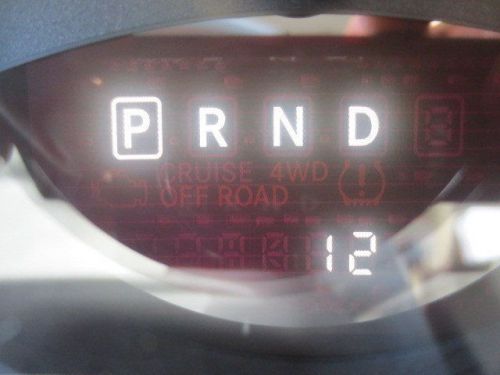 P R N D
CRUISE 4WD
OFF ROAD
12